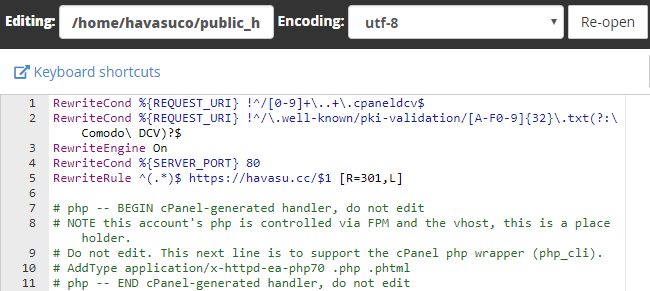 Editing: /home/havasuco/public_h Encoding: utf-8 Re-open
Keyboard shortcuts
1 RewriteCond %{REQUEST_URI} !^/[0-9]+\..+\.cpaneldcv$
2 RewriteCond %{REQUEST_URI} !^/\.well-known/pki-validation/[A-F0-9]{32}\.txt(?:\
Comodo\ DCV)?$
3 RewriteEngine On
4 RewriteCond %{SERVER_PORT} 80
5 RewriteRule ^(.*)$ https://havasu.cc/$1 [R=301,L]
6
7 # php -- BEGIN cPanel-generated handler, do not edit
8 # NOTE this account's php is controlled via FPM and the vhost, this is a place
holder.
9 # Do not edit. This next line is to support the cPanel php wrapper (php_cli).
10 # AddType application/x-httpd-ea-php70 .php .phtml
11 # php -- END cPanel-generated handler, do not edit